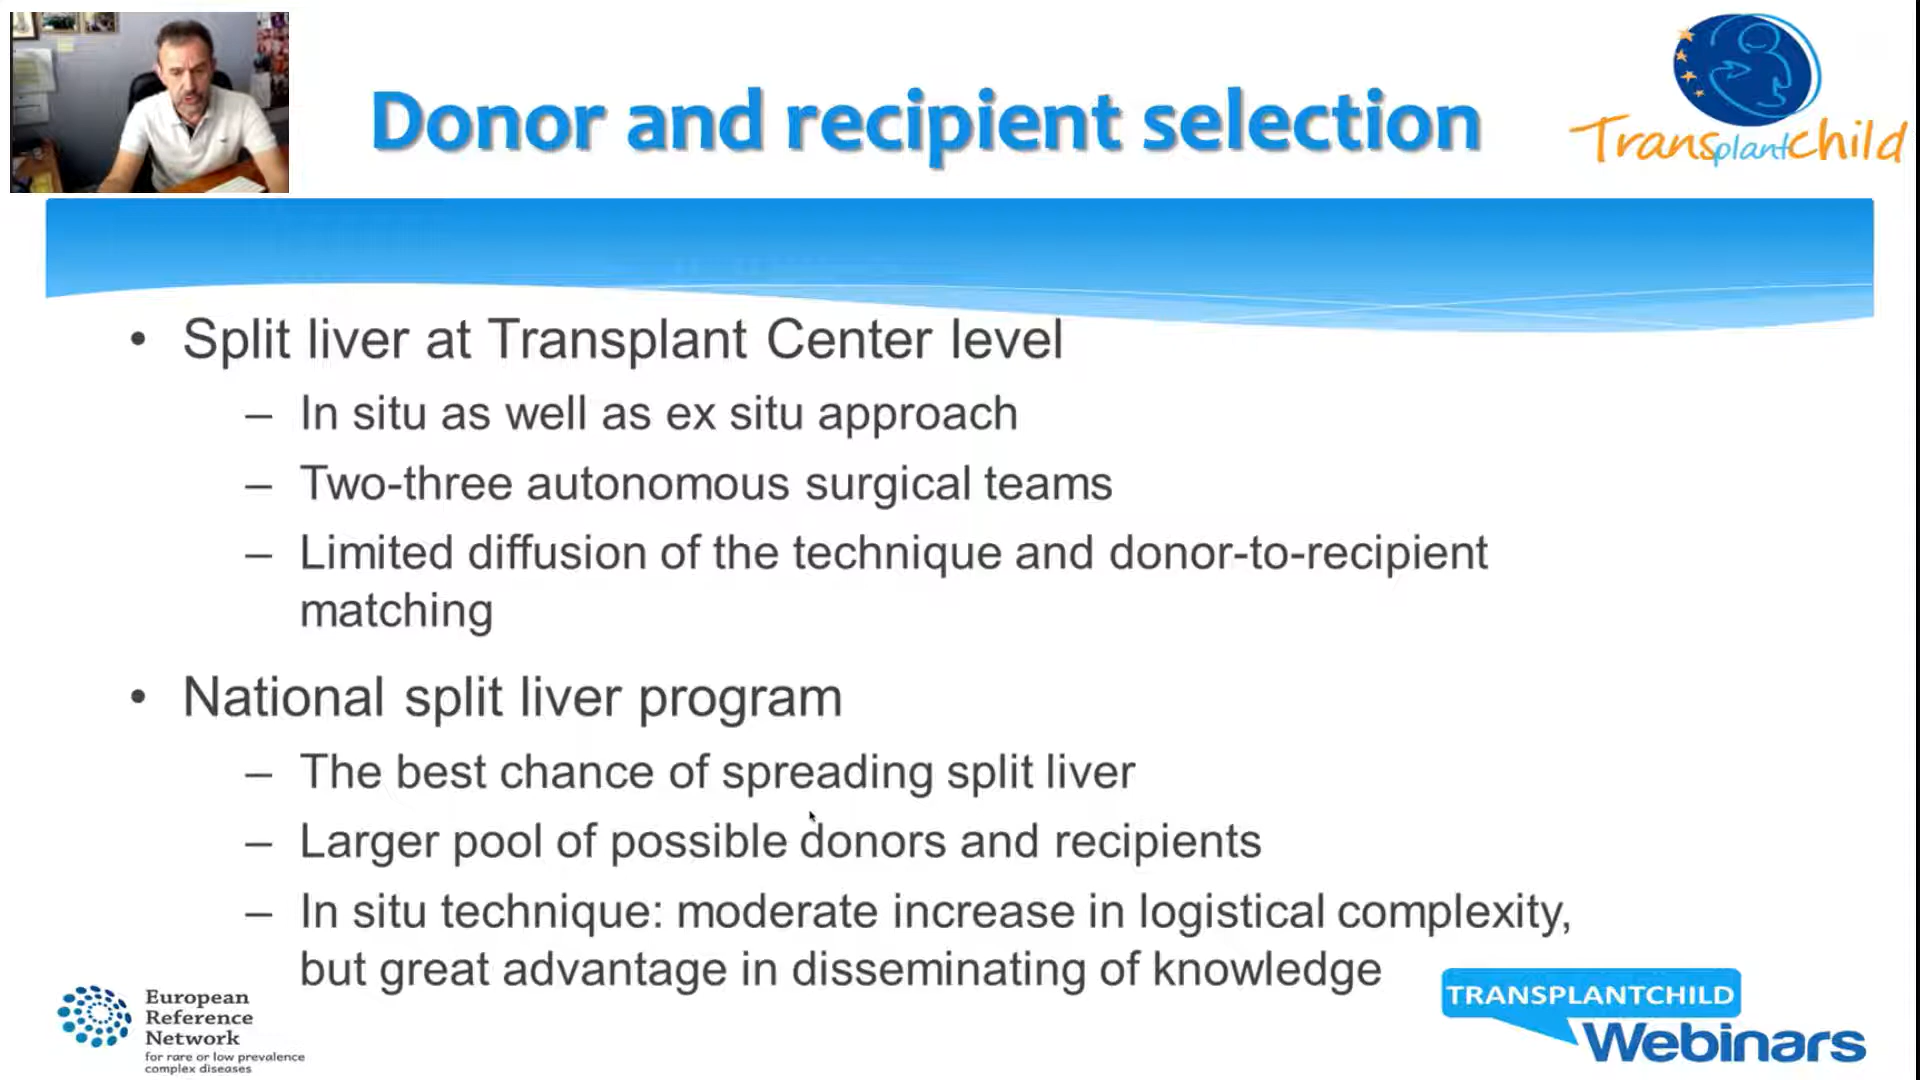 Donor and recipient selection
Transplantchild
• Split liver at Transplant Center level
– In situ as well as ex situ approach
– Two-three autonomous surgical teams
– Limited diffusion of the technique and donor-to-recipient
matching
• National split liver program
– The best chance of spreading split liver
– Larger pool of possible donors and recipients
– In situ technique: moderate increase in logistical complexity,
but great advantage in disseminating of knowledge
European
Reference
Network
for rare or low prevalence
complex diseases
TRANSPLANTCHILD
Webinars